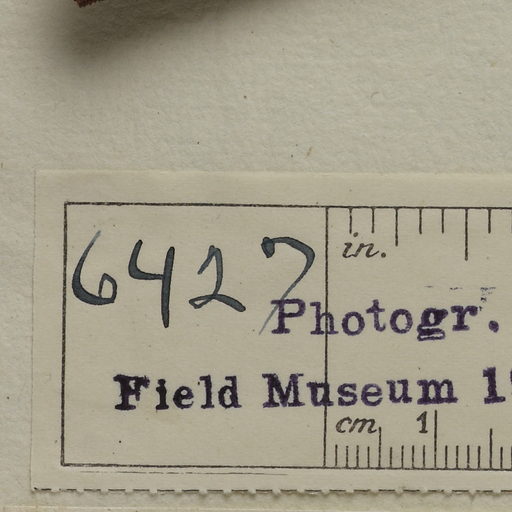 6427
in.
Photogr.
Field Museum
cm 1